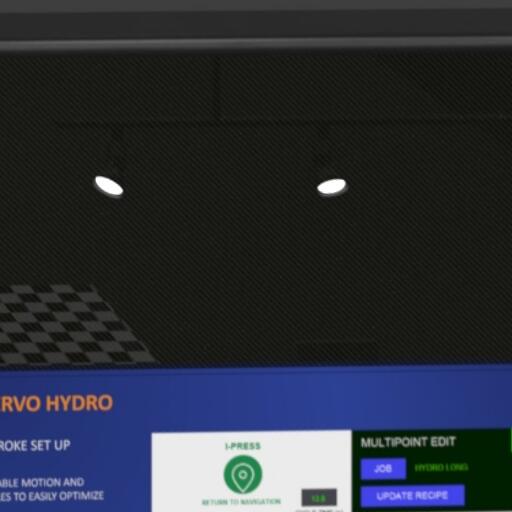 RVO HYDRO
ROKE SET UP
ABLE MOTION AND
ES TO EASILY OPTIMIZE
I-PRESS
RETURN TO NAVIGATION
MULTIPOINT EDIT
JOB HYDRO LONG
UPDATE RECIPE